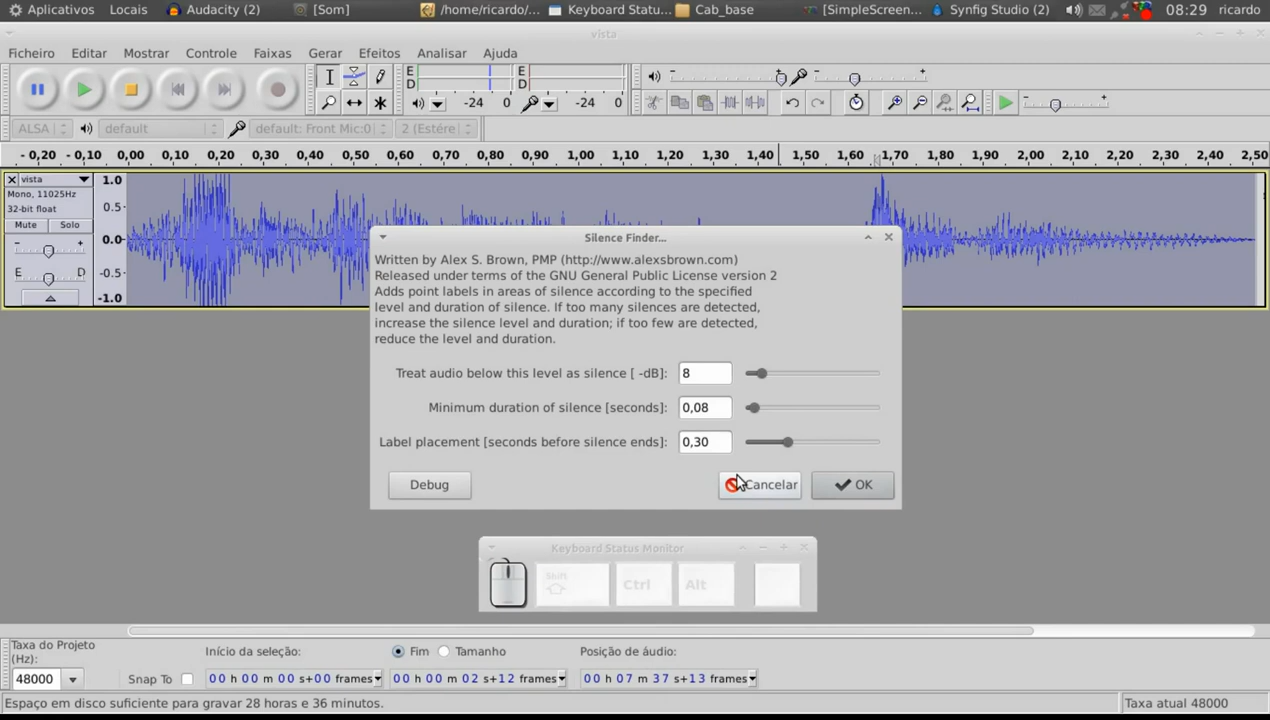 Aplicativos Locais Audacity (2) [Som] /home/ricardo/... Keyboard Statu... Cab_base [SimpleScreen... Synfig Studio (2) 08:29 ricardo
vista
Ficheiro Editar Mostrar Controle Faixas Gerar Efeitos Analisar Ajuda
E
D
-24 0
E
D
-24 0
ALSA default default: Front Mic:0 2 (Estére
- 0,20 - 0,10 0,00 0,10 0,20 0,30 0,40 0,50 0,60 0,70 0,80 0,90 1,00 1,10 1,20 1,30 1,40 1,50 1,60 1,70 1,80 1,90 2,00 2,10 2,20 2,30 2,40 2,50
vista
Mono, 11025Hz
32-bit float
Mute Solo
- +
E D
1.0
0.5
0.0
-0.5
-1.0
Silence Finder...
Written by Alex S. Brown, PMP (http://www.alexsbrown.com)
Released under terms of the GNU General Public License version 2
Adds point labels in areas of silence according to the specified
level and duration of silence. If too many silences are detected,
increase the silence level and duration; if too few are detected,
reduce the level and duration.
Treat audio below this level as silence [ -dB]: 8
Minimum duration of silence [seconds]: 0,08
Label placement [seconds before silence ends]: 0,30
Debug Cancelar OK
Keyboard Status Monitor
Shift Ctrl Alt
Taxa do Projeto
(Hz):
48000
Snap To
Início da seleção: Fim Tamanho Posição de áudio:
00 h 00 m 00 s+00 frames 00 h 00 m 02 s+12 frames 00 h 07 m 37 s+13 frames
Espaço em disco suficiente para gravar 28 horas e 36 minutos. Taxa atual 48000